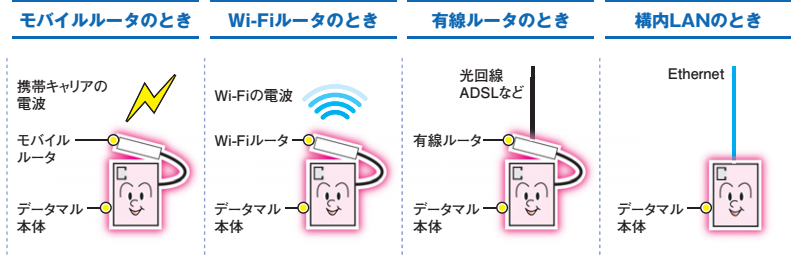 モバイルルータのとき
携帯キャリアの
電波
モバイル
ルータ
データマル
本体
C
Wi-Fiルータのとき
Wi-Fiの電波
Wi-Fiルータ
データマル
本体
C
有線ルータのとき
光回線
ADSLなど
有線ルータ
データマル
本体
C
構内LANのとき
Ethernet
データマル
本体
C